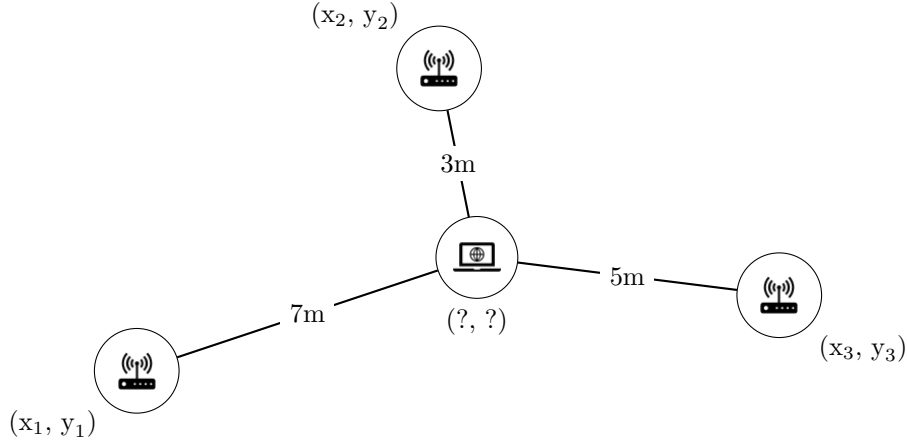 (x₂, y₂)
3m
5m
7m
(?, ?)
(x₃, y₃)
(x₁, y₁)